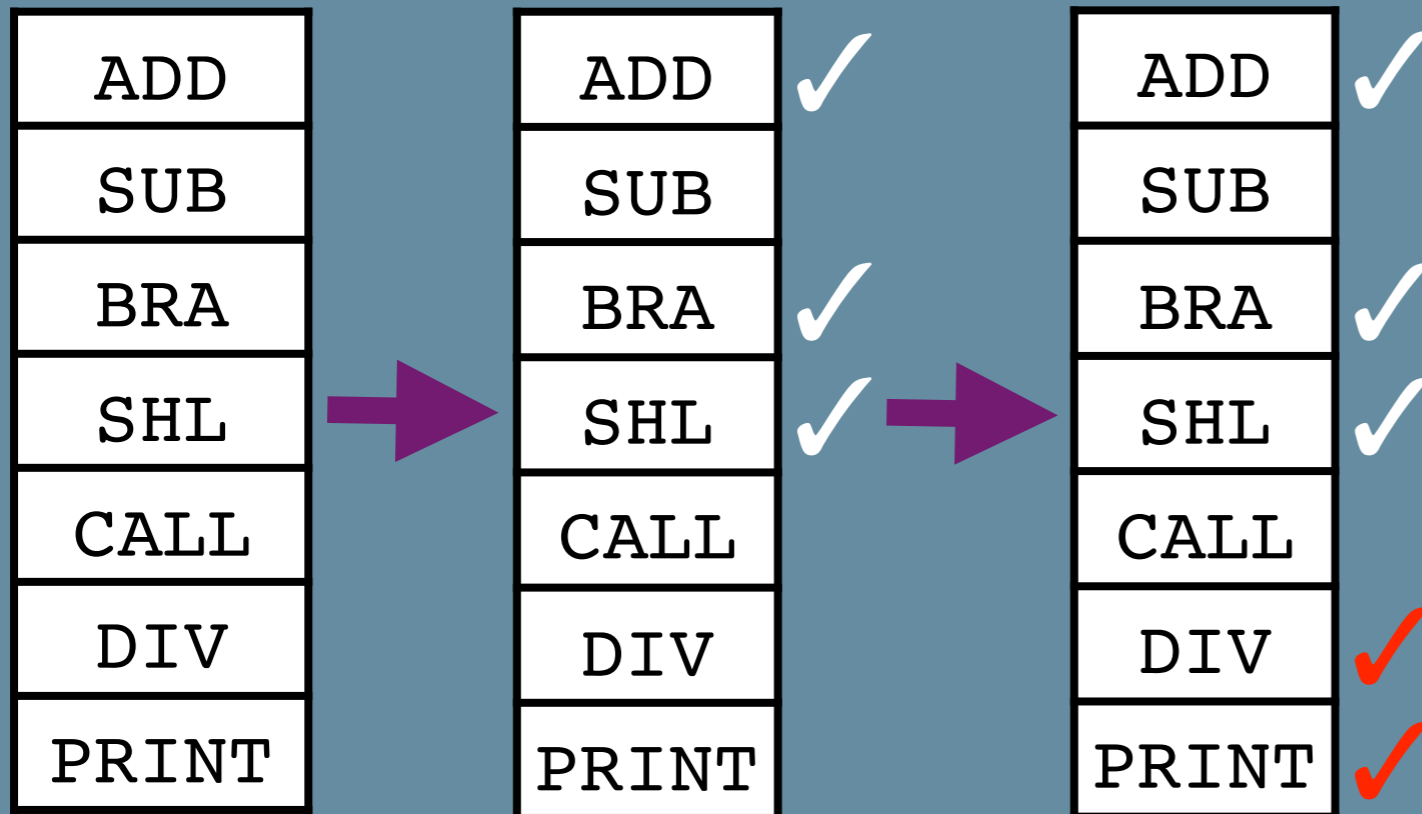 ADD
SUB
BRA
SHL
CALL
DIV
PRINT
ADD
SUB
BRA
SHL
CALL
DIV
PRINT
ADD
SUB
BRA
SHL
CALL
DIV
PRINT